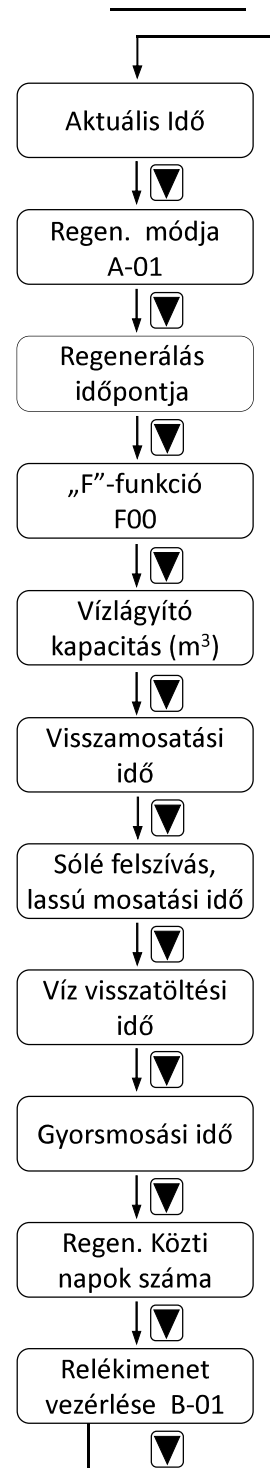 Aktuális Idő
Regen. módja
A-01
Regenerálás
időpontja
„F”-funkció
F00
Vízlágyító
kapacitás (m³)
Visszamosatási
idő
Sólé felszívás,
lassú mosatási idő
Víz visszatöltési
idő
Gyorsmosási idő
Regen. Közti
napok száma
Relékimenet
vezérlése B-01